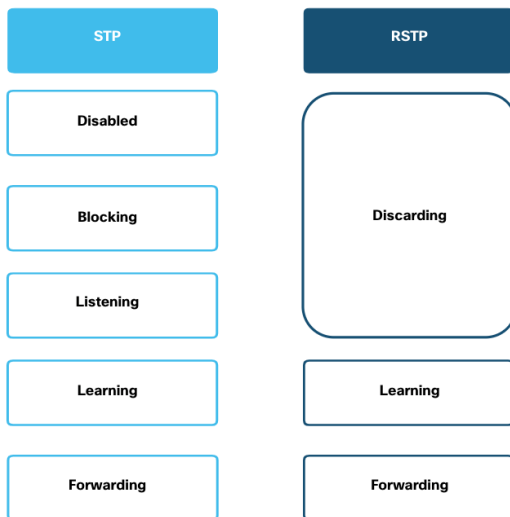 STP
RSTP
Disabled
Blocking
Discarding
Listening
Learning
Learning
Forwarding
Forwarding